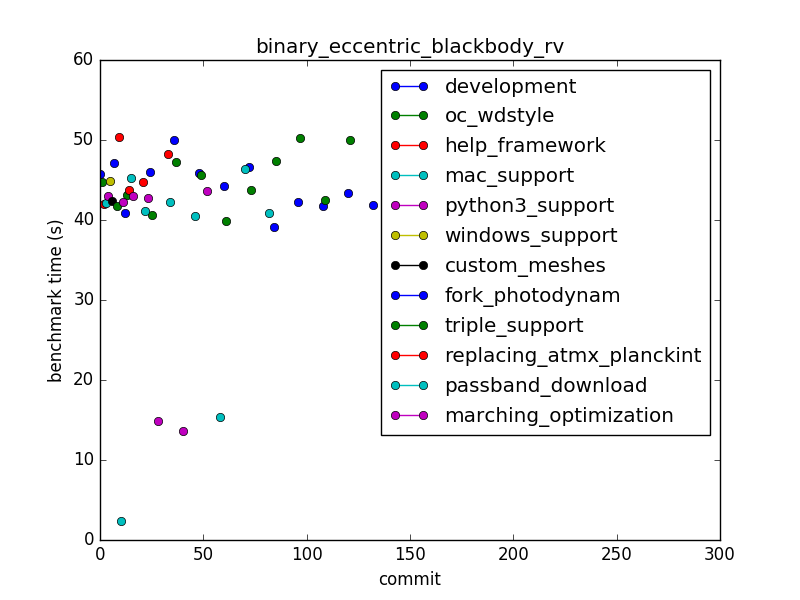 binary_eccentric_blackbody_rv
60
50
40
30
20
10
0
benchmark time (s)
development
oc_wdstyle
help_framework
mac_support
python3_support
windows_support
custom_meshes
fork_photodynam
triple_support
replacing_atmx_planckint
passband_download
marching_optimization
0 50 100 150 200 250 300
commit